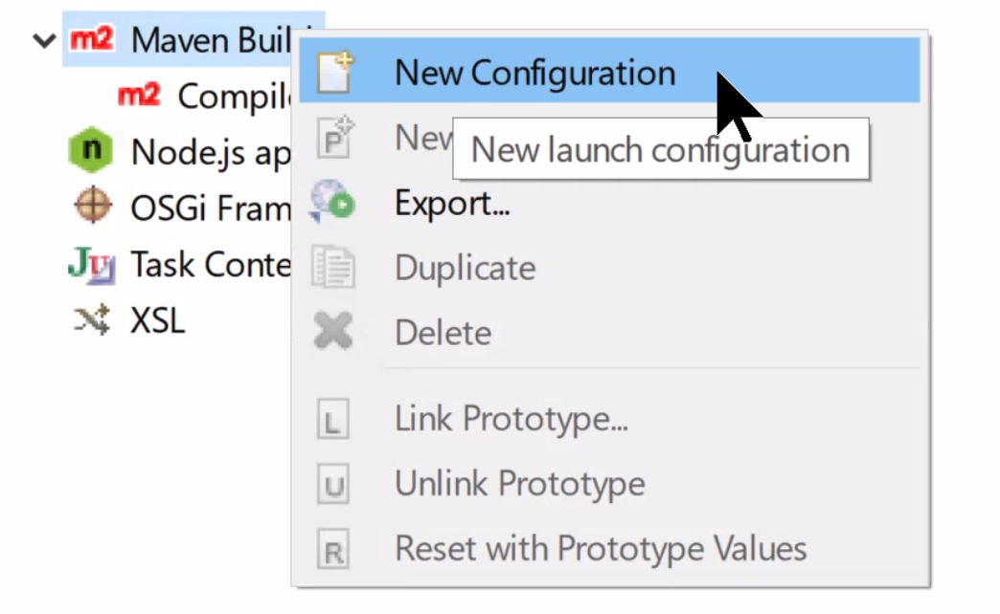 m2 Maven Buil
New Configuration
m2 Compil
P New
New launch configuration
n Node.js ap
OSGi Fram
Export...
Ju Task Conte
Duplicate
XSL
Delete
L Link Prototype...
U Unlink Prototype
R Reset with Prototype Values